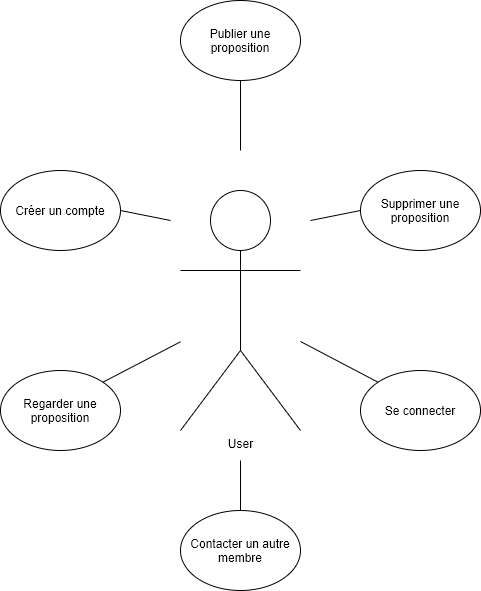 Publier une
proposition
Créer un compte
Supprimer une
proposition
Regarder une
proposition
Se connecter
User
Contacter un autre
membre